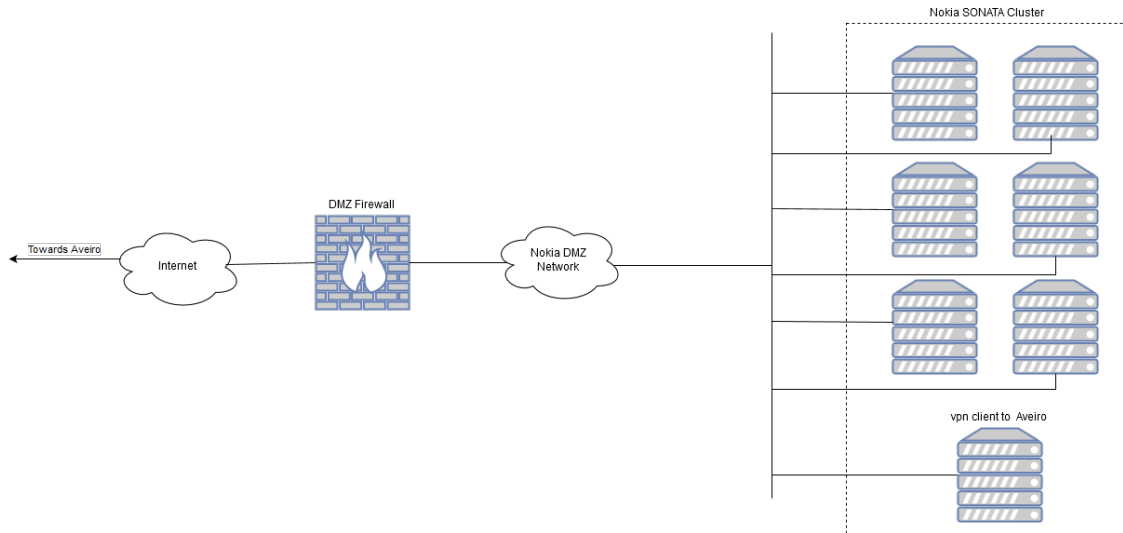 Nokia SONATA Cluster
DMZ Firewall
Towards Aveiro
Internet
Nokia DMZ
Network
vpn client to Aveiro